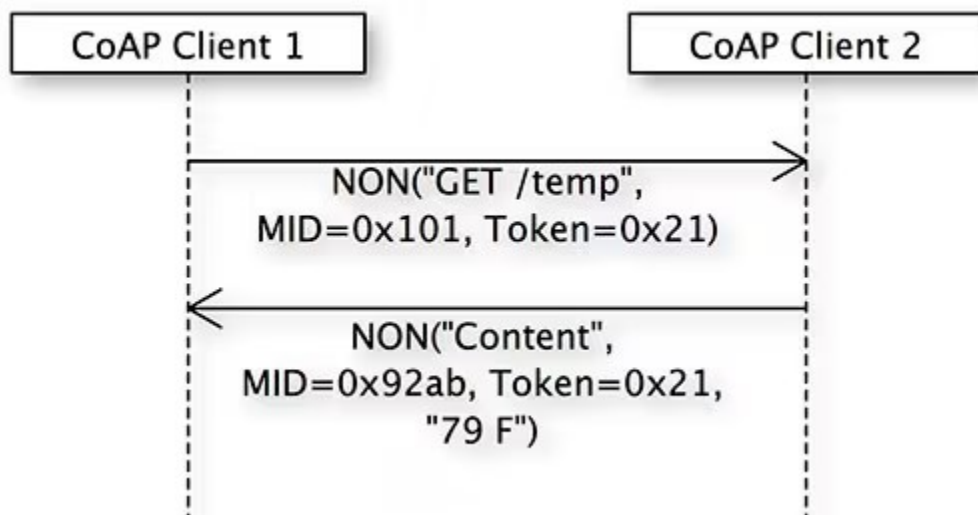 CoAP Client 1
CoAP Client 2
NON("GET /temp",
MID=0x101, Token=0x21)
NON("Content",
MID=0x92ab, Token=0x21,
"79 F")